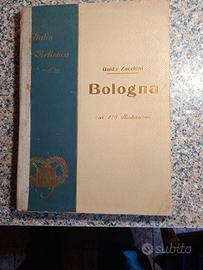 Italia
Artistica
Guido Zucchini
Bologna
con 170 Illustrazioni
subito